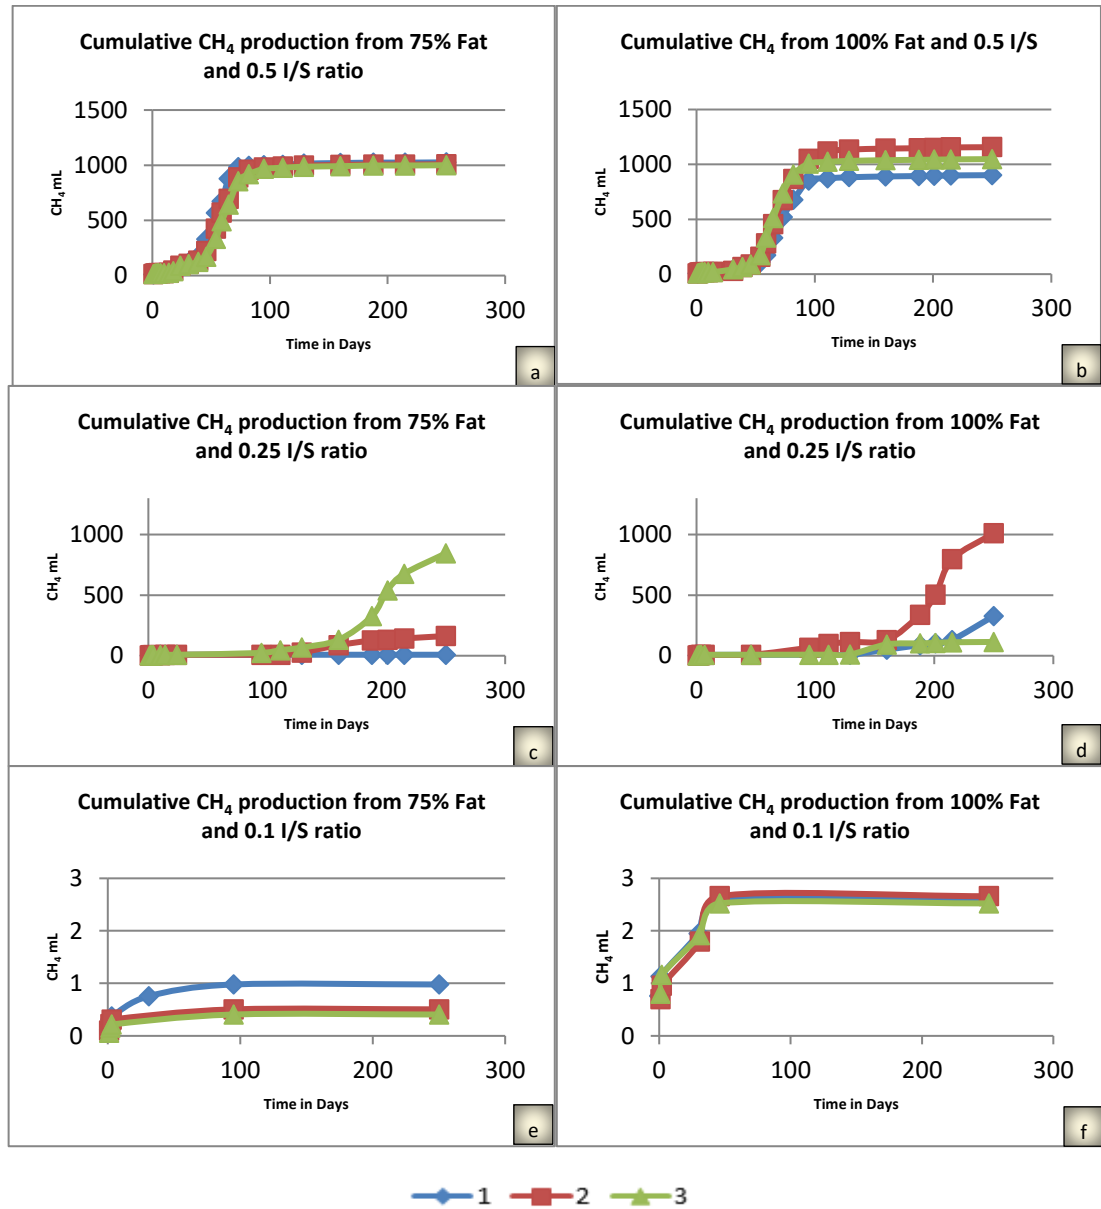 Cumulative CH₄ production from 75% Fat
and 0.5 I/S ratio
1500
1000
500
0
CH₄ mL
0 100 200 300
Time in Days
a
Cumulative CH₄ from 100% Fat and 0.5 I/S
1500
1000
500
0
CH₄ mL
0 100 200 300
Time in Days
b
Cumulative CH₄ production from 75% Fat
and 0.25 I/S ratio
1000
500
0
CH₄ mL
0 100 200 300
Time in Days
c
Cumulative CH₄ production from 100% Fat
and 0.25 I/S ratio
1000
500
0
CH₄ mL
0 100 200 300
Time in Days
d
Cumulative CH₄ production from 75% Fat
and 0.1 I/S ratio
3
2
1
0
CH₄ mL
0 100 200 300
Time in Days
e
Cumulative CH₄ production from 100% Fat
and 0.1 I/S ratio
3
2
1
0
CH₄ mL
0 100 200 300
Time in Days
f
1 2 3